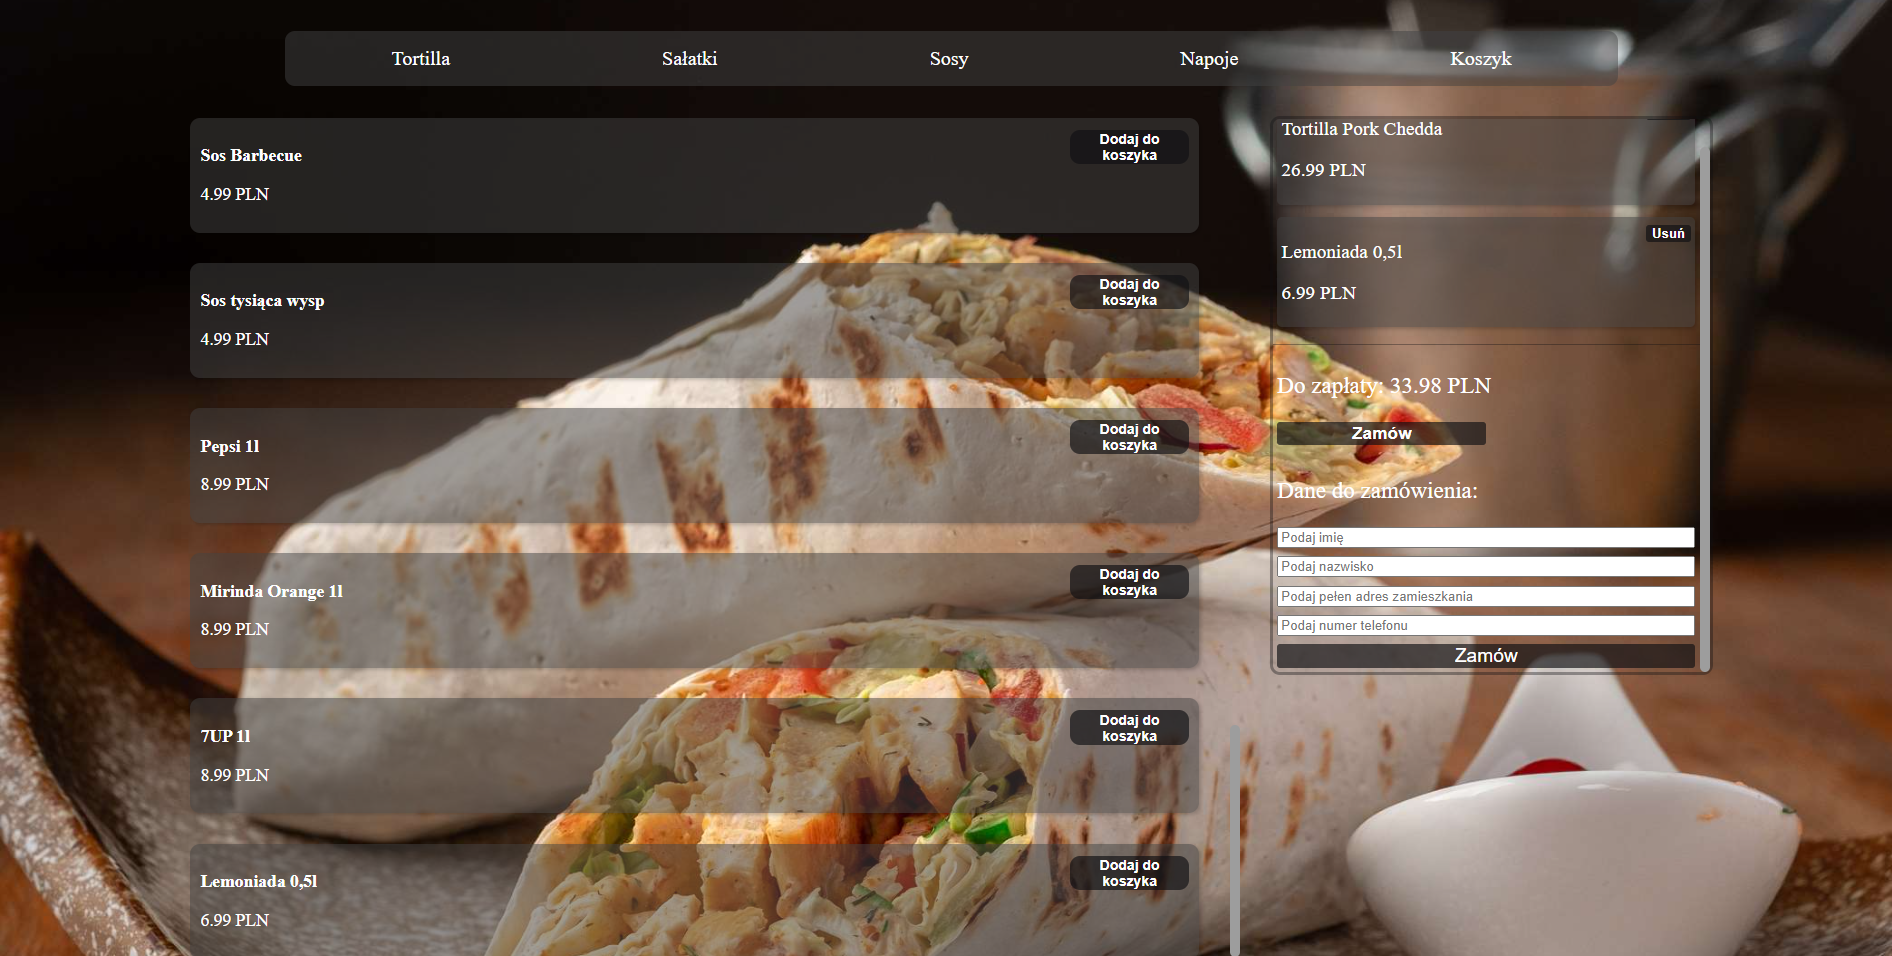 Tortilla
Sałatki
Sosy
Napoje
Koszyk
Sos Barbecue
4.99 PLN
Dodaj do
koszyka
Sos tysiąca wysp
4.99 PLN
Dodaj do
koszyka
Pepsi 1l
8.99 PLN
Dodaj do
koszyka
Mirinda Orange 1l
8.99 PLN
Dodaj do
koszyka
7UP 1l
8.99 PLN
Dodaj do
koszyka
Lemoniada 0,5l
6.99 PLN
Dodaj do
koszyka
Tortilla Pork Chedda
26.99 PLN
Usuń
Lemoniada 0,5l
6.99 PLN
Do zapłaty: 33.98 PLN
Zamów
Dane do zamówienia:
Podaj imię
Podaj nazwisko
Podaj pełen adres zamieszkania
Podaj numer telefonu
Zamów